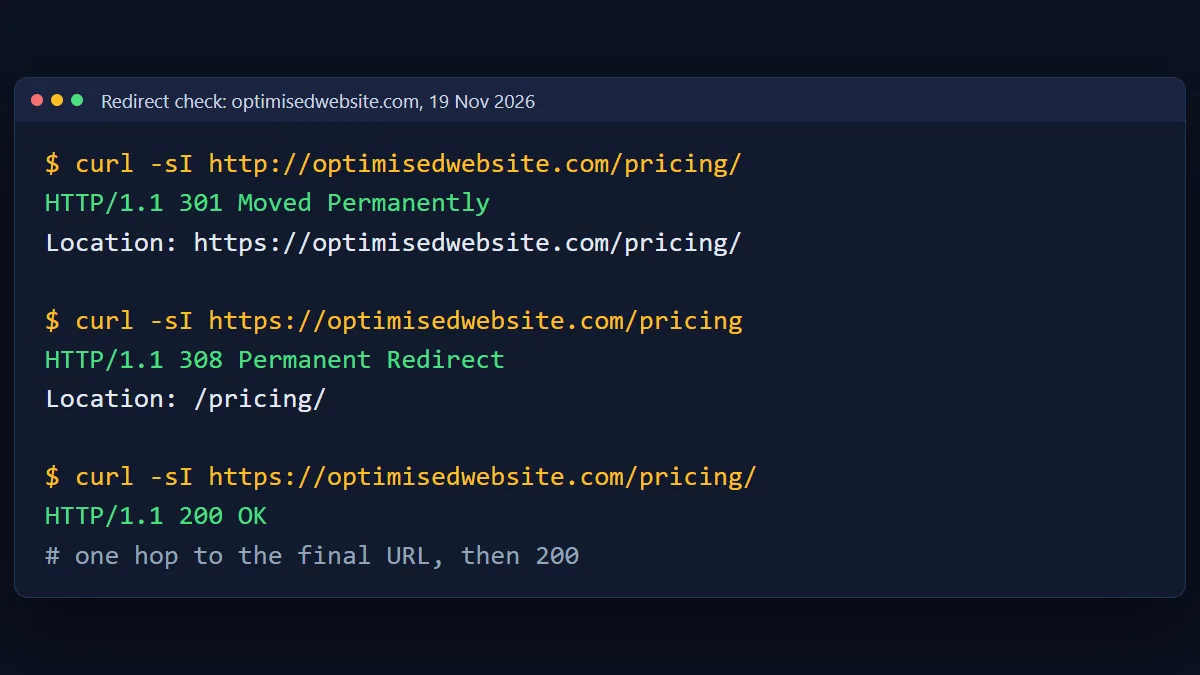 Redirect check: optimisedwebsite.com, 19 Nov 2026
$ curl -sI http://optimisedwebsite.com/pricing/
HTTP/1.1 301 Moved Permanently
Location: https://optimisedwebsite.com/pricing/
$ curl -sI https://optimisedwebsite.com/pricing
HTTP/1.1 308 Permanent Redirect
Location: /pricing/
$ curl -sI https://optimisedwebsite.com/pricing/
HTTP/1.1 200 OK
# one hop to the final URL, then 200